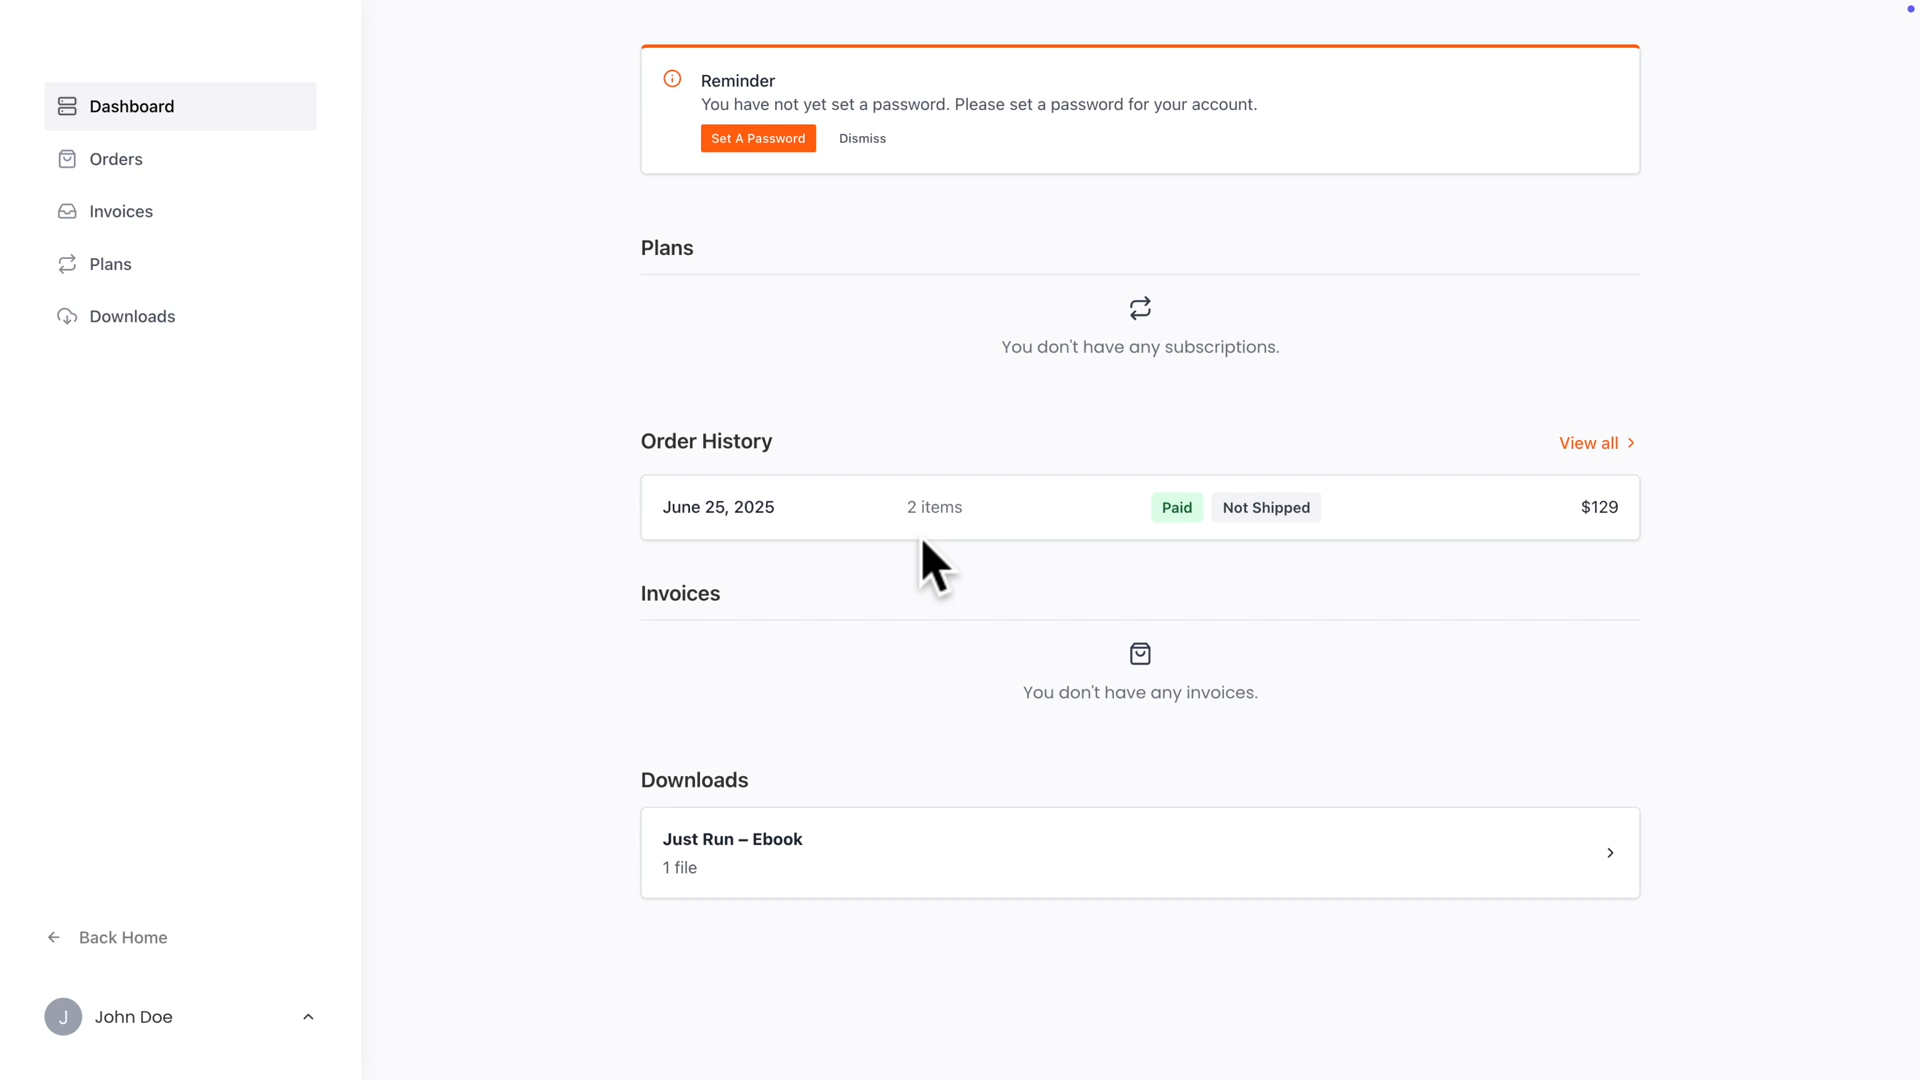 Dashboard
Orders
Invoices
Plans
Downloads
Back Home
J
John Doe
Reminder
You have not yet set a password. Please set a password for your account.
Set A Password
Dismiss
Plans
You don't have any subscriptions.
Order History
View all
June 25, 2025
2 items
Paid
Not Shipped
$129
Invoices
You don't have any invoices.
Downloads
Just Run – Ebook
1 file